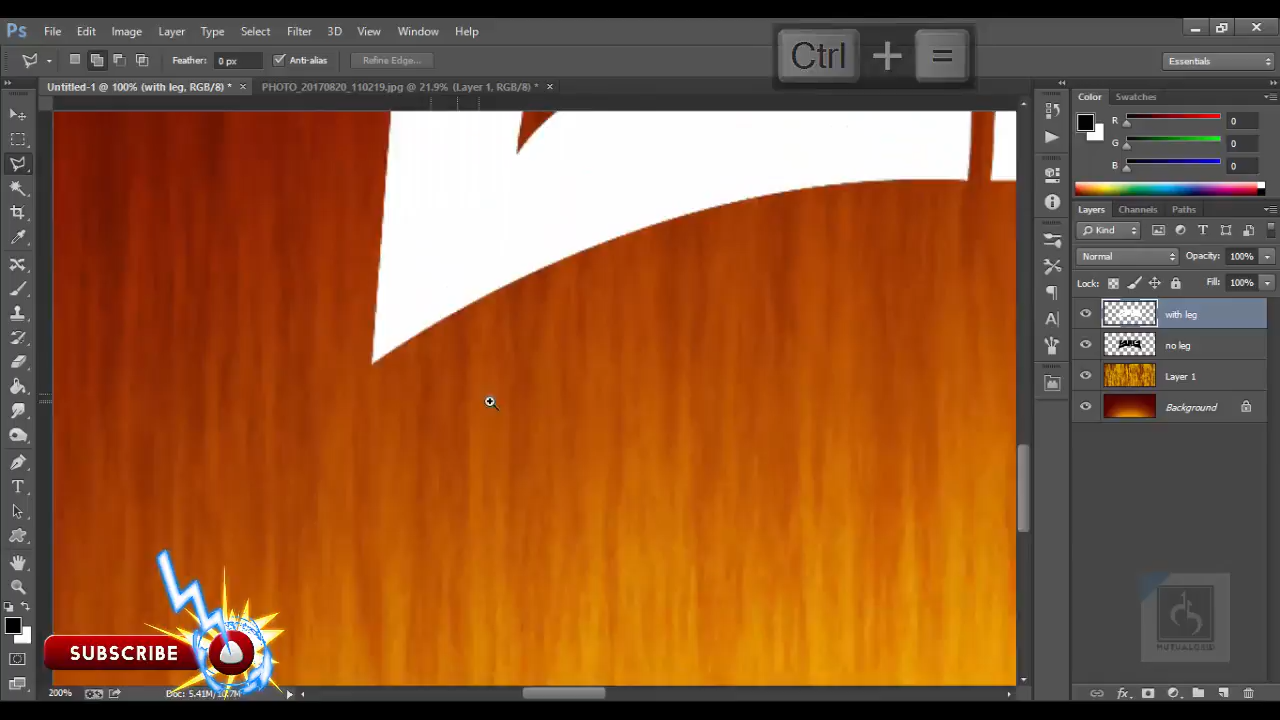 Ps File Edit Image Layer Type Select Filter 3D View Window Help
Ctrl + =
Feather: 0 px Anti-alias Refine Edge... Essentials
Untitled-1 @ 100% (with leg, RGB/8) * × PHOTO_20170820_110219.jpg @ 21.9% (Layer 1, RGB/8) * ×
Color Swatches
R 0
G 0
B 0
Layers Channels Paths
Kind
Normal Opacity: 100%
Lock: Fill: 100%
with leg
no leg
Layer 1
Background
MUTUALGRID
SUBSCRIBE
200% Doc: 5.41M/10.7M